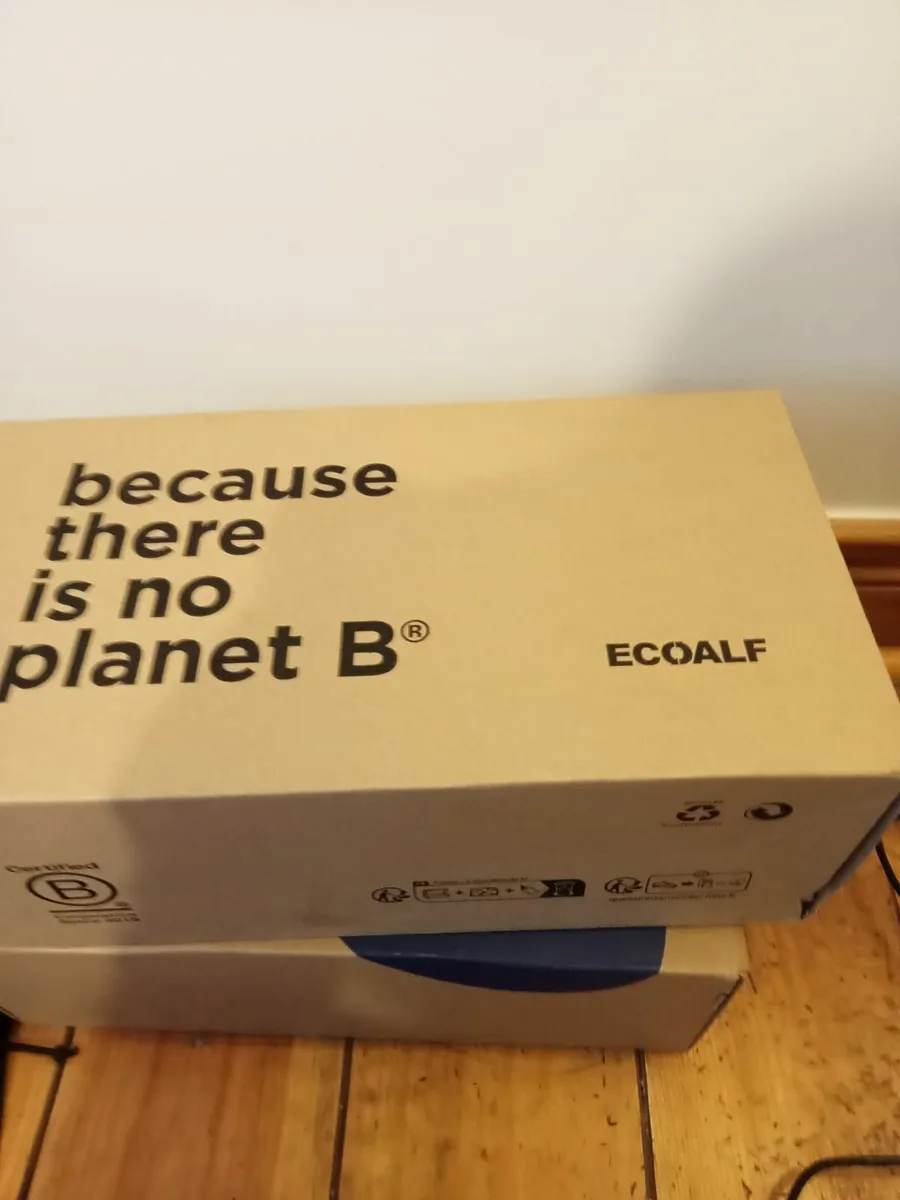 because
there
is no
planet B®
ECOALF
Certified
B